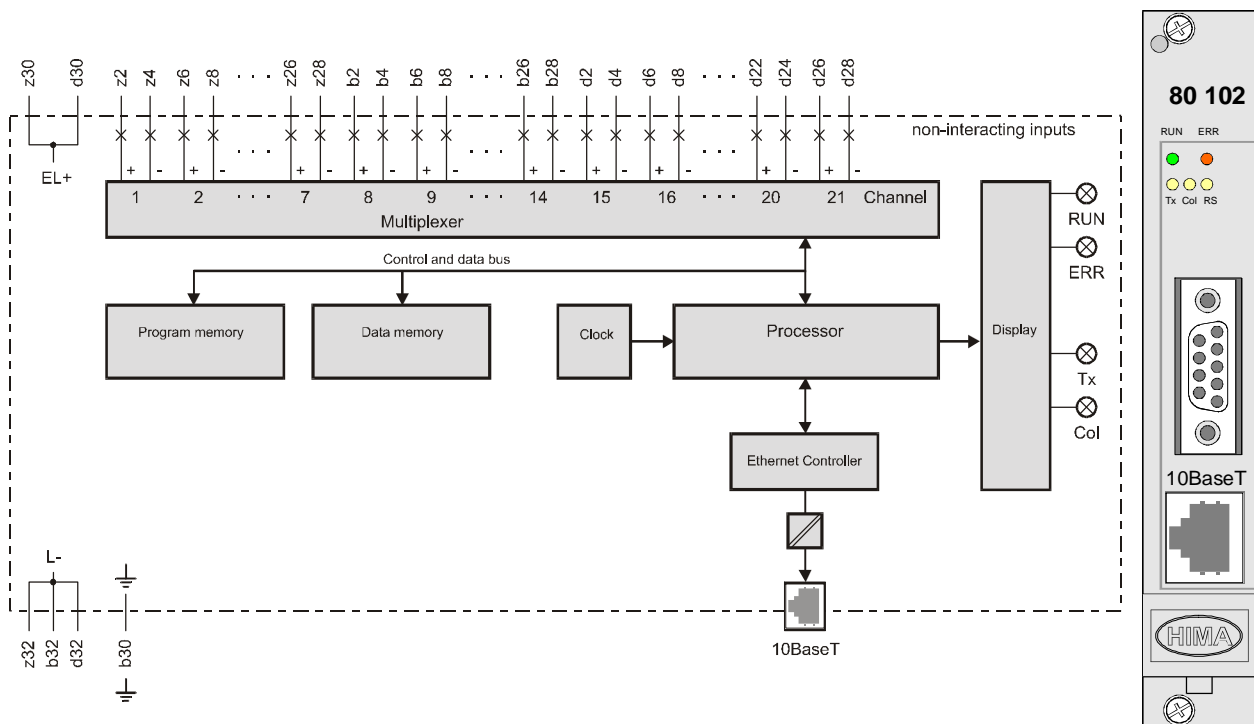 z30 d30 z2 z4 z6 z8 · · · · z26 z28 b2 b4 b6 b8 · · · · b26 b28 d2 d4 d6 d8 · · · · d22 d24 d26 d28
non-interacting inputs
EL+
+ - + - + - + - + - + - + - + - + - + -
1 2 · · · · 7 8 9 · · · · 14 15 16 · · · · 20 21 Channel
Multiplexer
Control and data bus
Program memory
Data memory
Clock
Processor
Display
RUN
ERR
Tx
Col
Ethernet Controller
10BaseT
L-
z32 b32 d32 b30
80 102
RUN ERR
Tx Col RS
10BaseT
HIMA